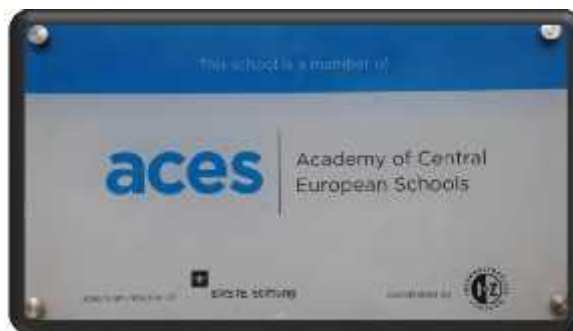 This school is a member of
aces
Academy of Central
European Schools
ERSTE Stiftung